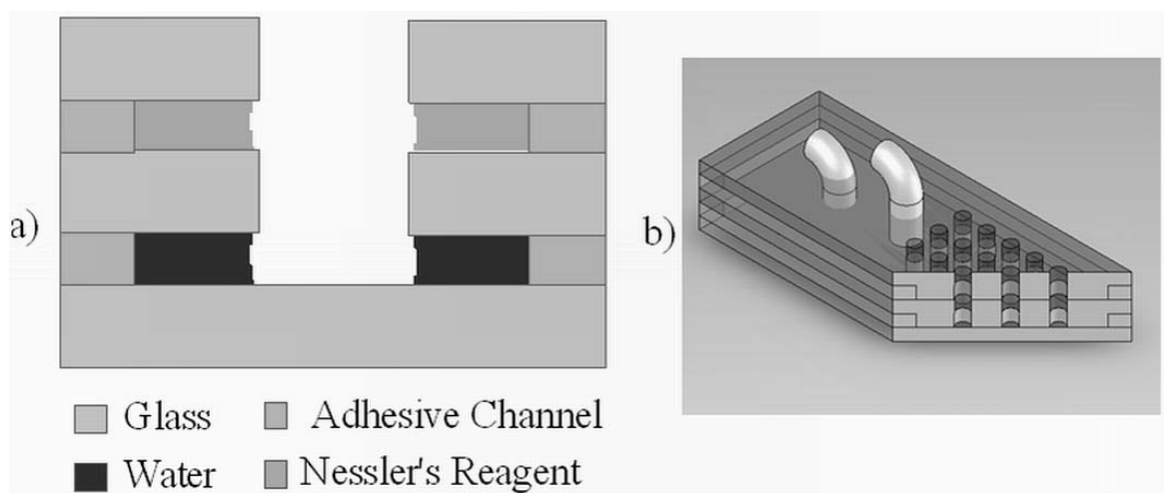 a)
b)
Glass
Adhesive Channel
Water
Nessler's Reagent